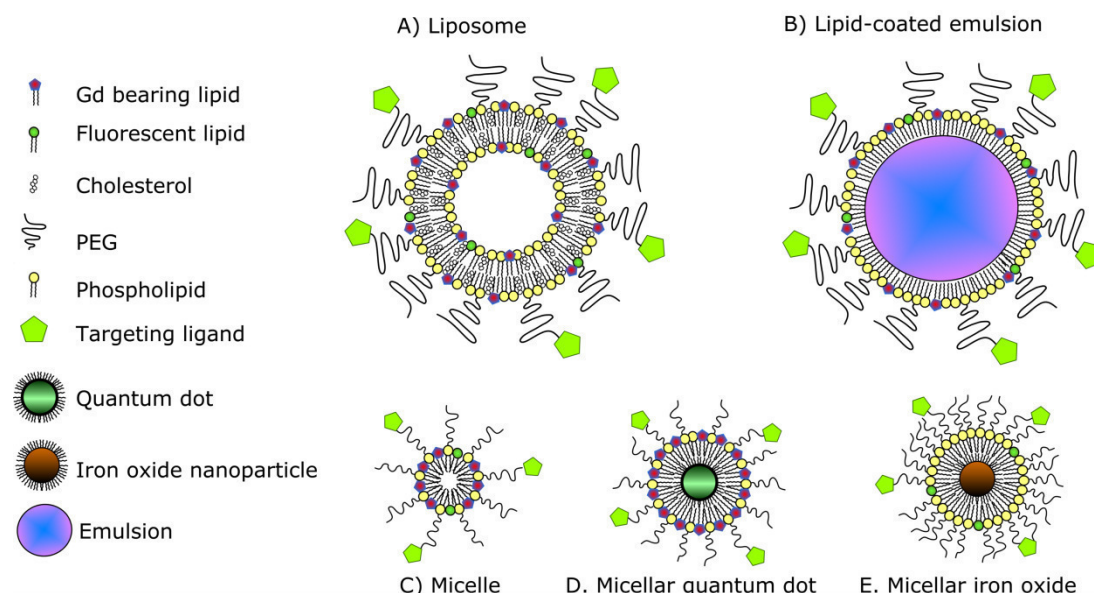 A) Liposome
B) Lipid-coated emulsion
Gd bearing lipid
Fluorescent lipid
Cholesterol
PEG
Phospholipid
Targeting ligand
Quantum dot
Iron oxide nanoparticle
Emulsion
C) Micelle
D. Micellar quantum dot
E. Micellar iron oxide